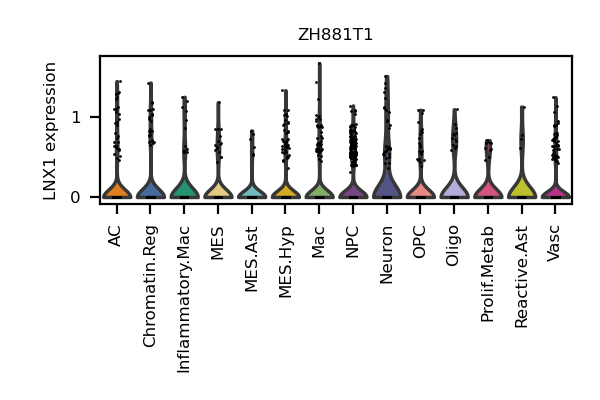 ZH881T1
LNX1 expression
1
0
AC
Chromatin.Reg
Inflammatory.Mac
MES
MES.Ast
MES.Hyp
Mac
NPC
Neuron
OPC
Oligo
Prolif.Metab
Reactive.Ast
Vasc